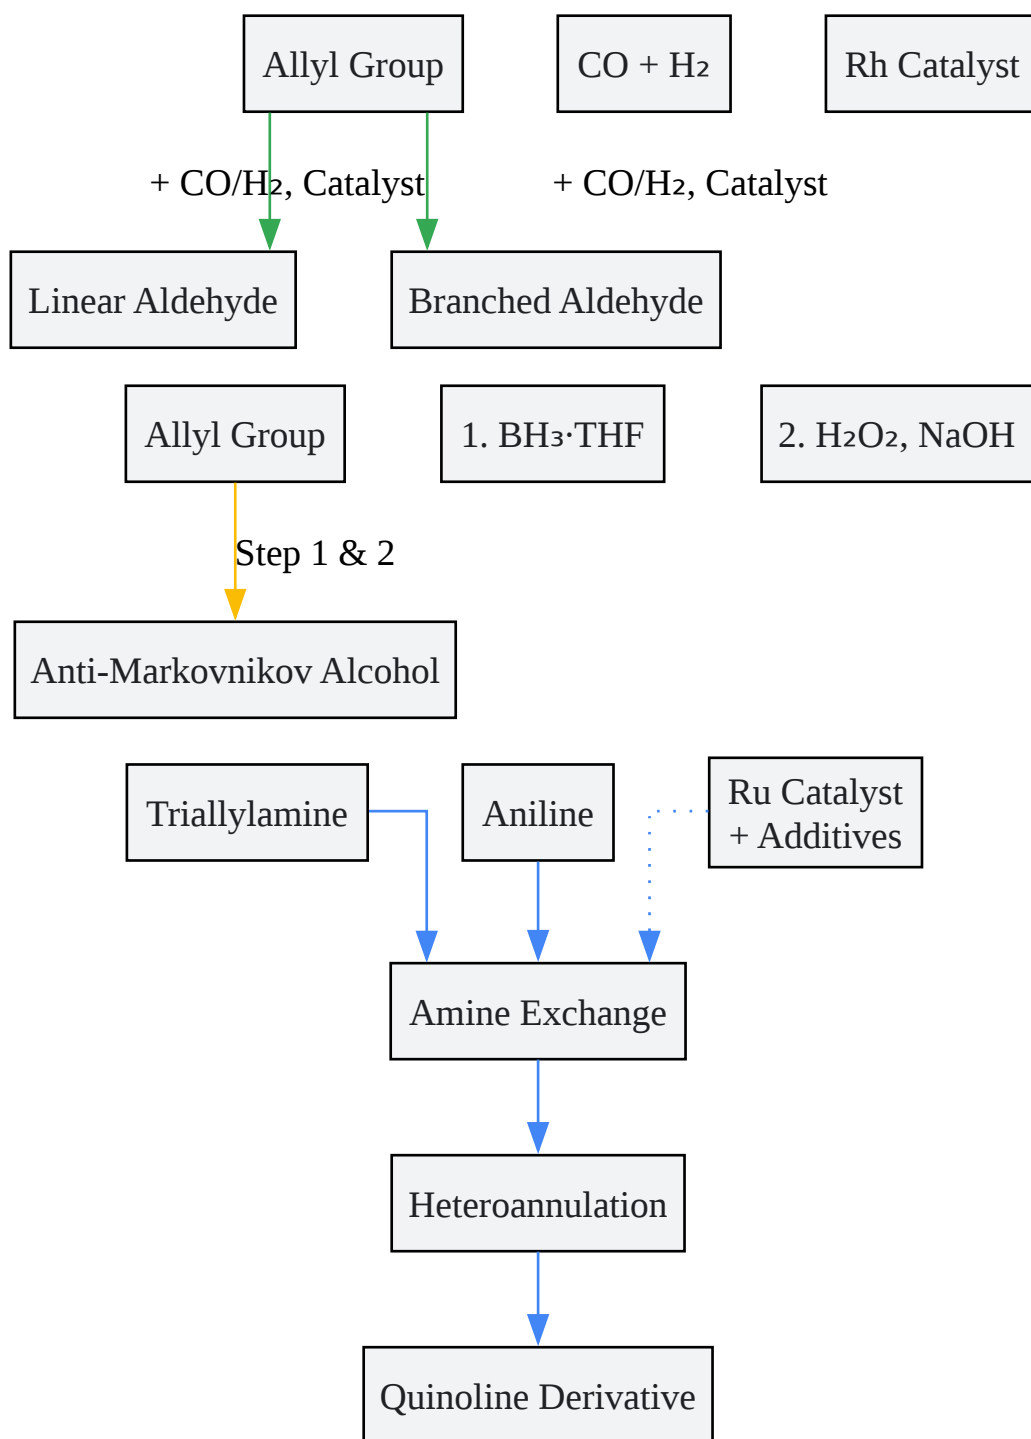 Allyl Group
CO + H₂
Rh Catalyst
+ CO/H₂, Catalyst
+ CO/H₂, Catalyst
Linear Aldehyde
Branched Aldehyde
Allyl Group
1. BH₃·THF
2. H₂O₂, NaOH
Step 1 & 2
Anti-Markovnikov Alcohol
Triallylamine
Aniline
Ru Catalyst
+ Additives
Amine Exchange
Heteroannulation
Quinoline Derivative